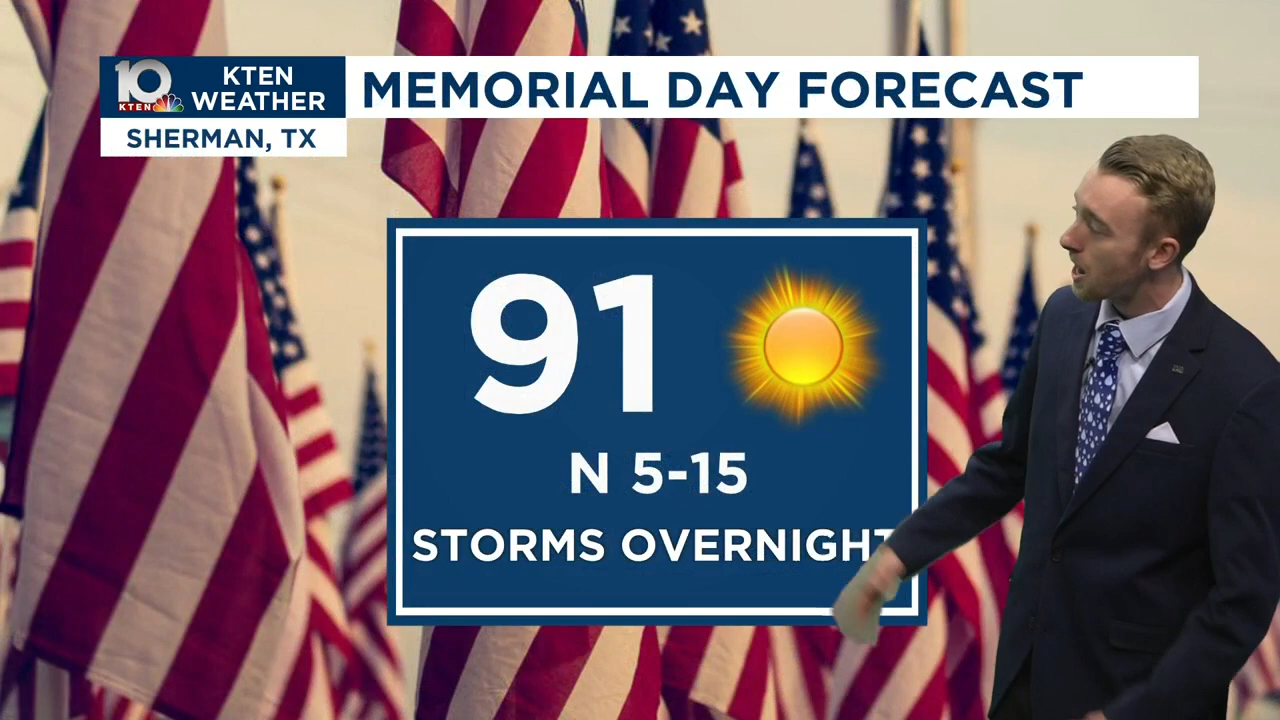 10
KTEN
KTEN
WEATHER
SHERMAN, TX
MEMORIAL DAY FORECAST
91
N 5-15
STORMS OVERNIGHT